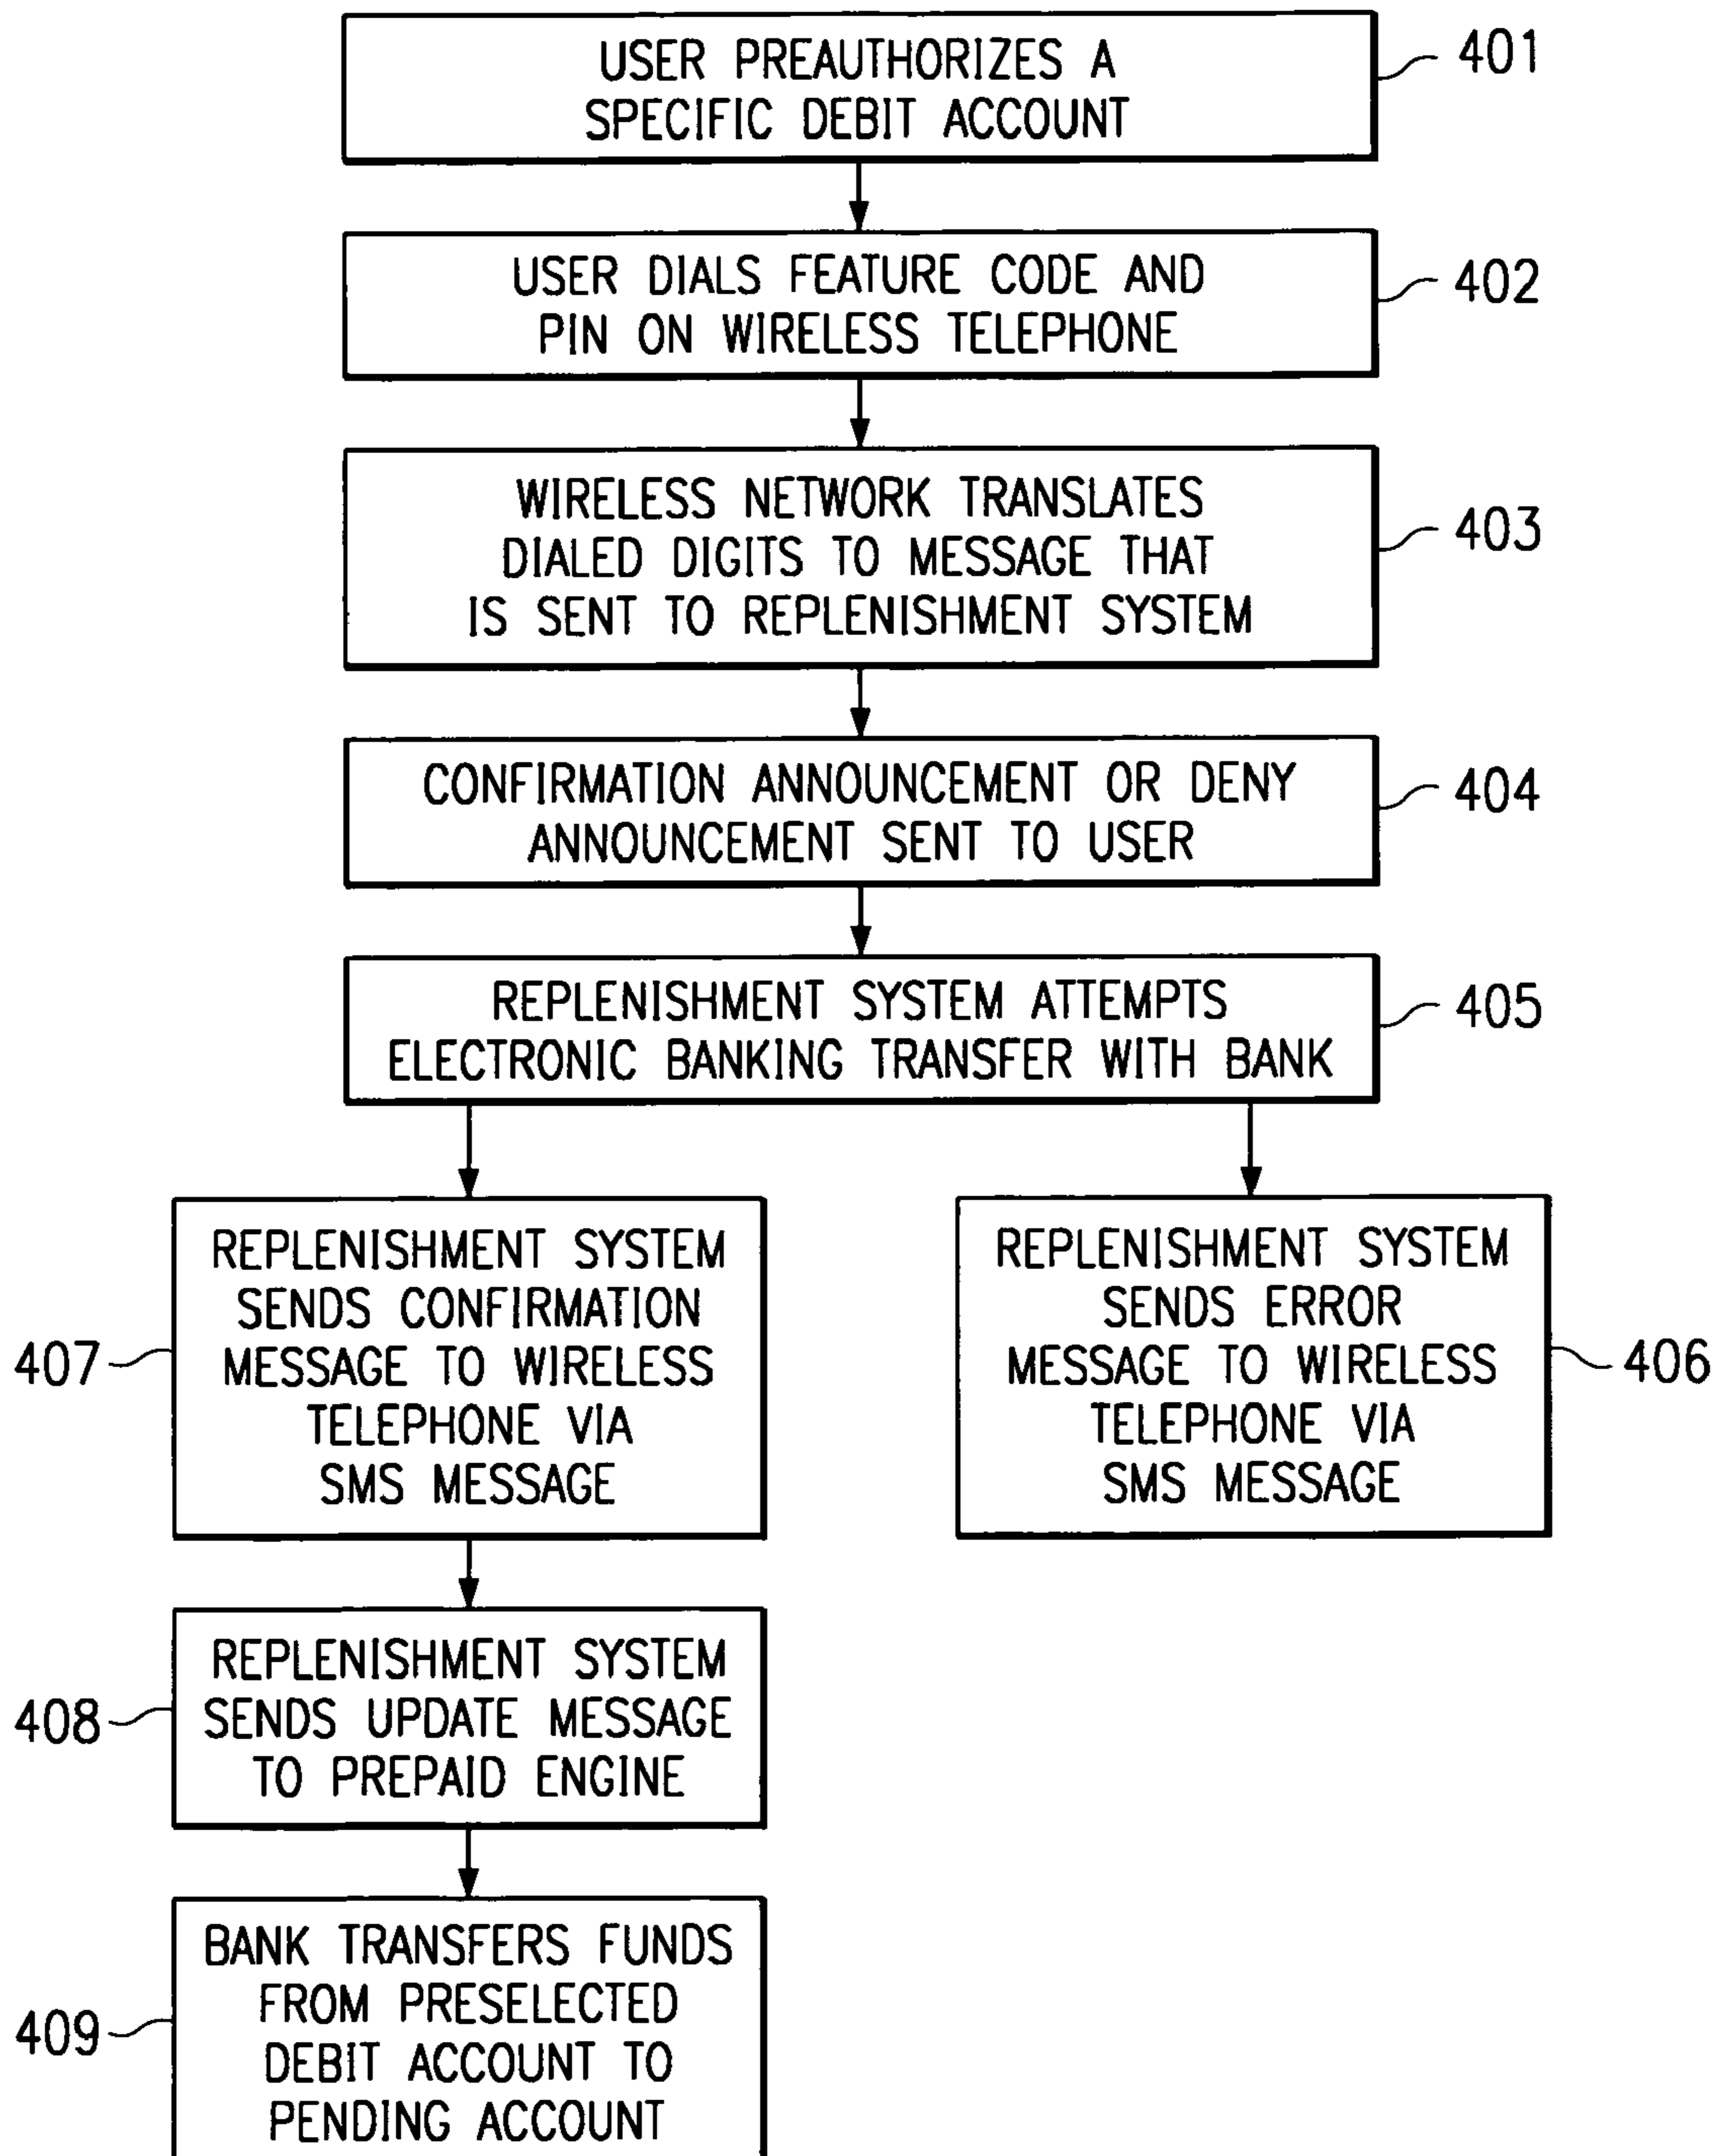 USER PREAUTHORIZES A
SPECIFIC DEBIT ACCOUNT
401
USER DIALS FEATURE CODE AND
PIN ON WIRELESS TELEPHONE
402
WIRELESS NETWORK TRANSLATES
DIALED DIGITS TO MESSAGE THAT
IS SENT TO REPLENISHMENT SYSTEM
403
CONFIRMATION ANNOUNCEMENT OR DENY
ANNOUNCEMENT SENT TO USER
404
REPLENISHMENT SYSTEM ATTEMPTS
ELECTRONIC BANKING TRANSFER WITH BANK
405
REPLENISHMENT SYSTEM
SENDS CONFIRMATION
MESSAGE TO WIRELESS
TELEPHONE VIA
SMS MESSAGE
407
REPLENISHMENT SYSTEM
SENDS ERROR
MESSAGE TO WIRELESS
TELEPHONE VIA
SMS MESSAGE
406
REPLENISHMENT SYSTEM
SENDS UPDATE MESSAGE
TO PREPAID ENGINE
408
BANK TRANSFERS FUNDS
FROM PRESELECTED
DEBIT ACCOUNT TO
PENDING ACCOUNT
409